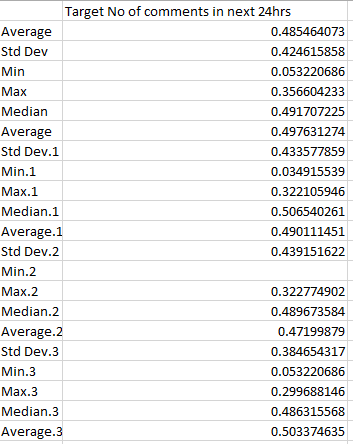 Target No of comments in next 24hrs
Average 0.485464073
Std Dev 0.424615858
Min 0.053220686
Max 0.356604233
Median 0.491707225
Average 0.497631274
Std Dev.1 0.433577859
Min.1 0.034915539
Max.1 0.322105946
Median.1 0.506540261
Average.1 0.490111451
Std Dev.2 0.439151622
Min.2
Max.2 0.322774902
Median.2 0.489673584
Average.2 0.47199879
Std Dev.3 0.384654317
Min.3 0.053220686
Max.3 0.299688146
Median.3 0.486315568
Average.3 0.503374635